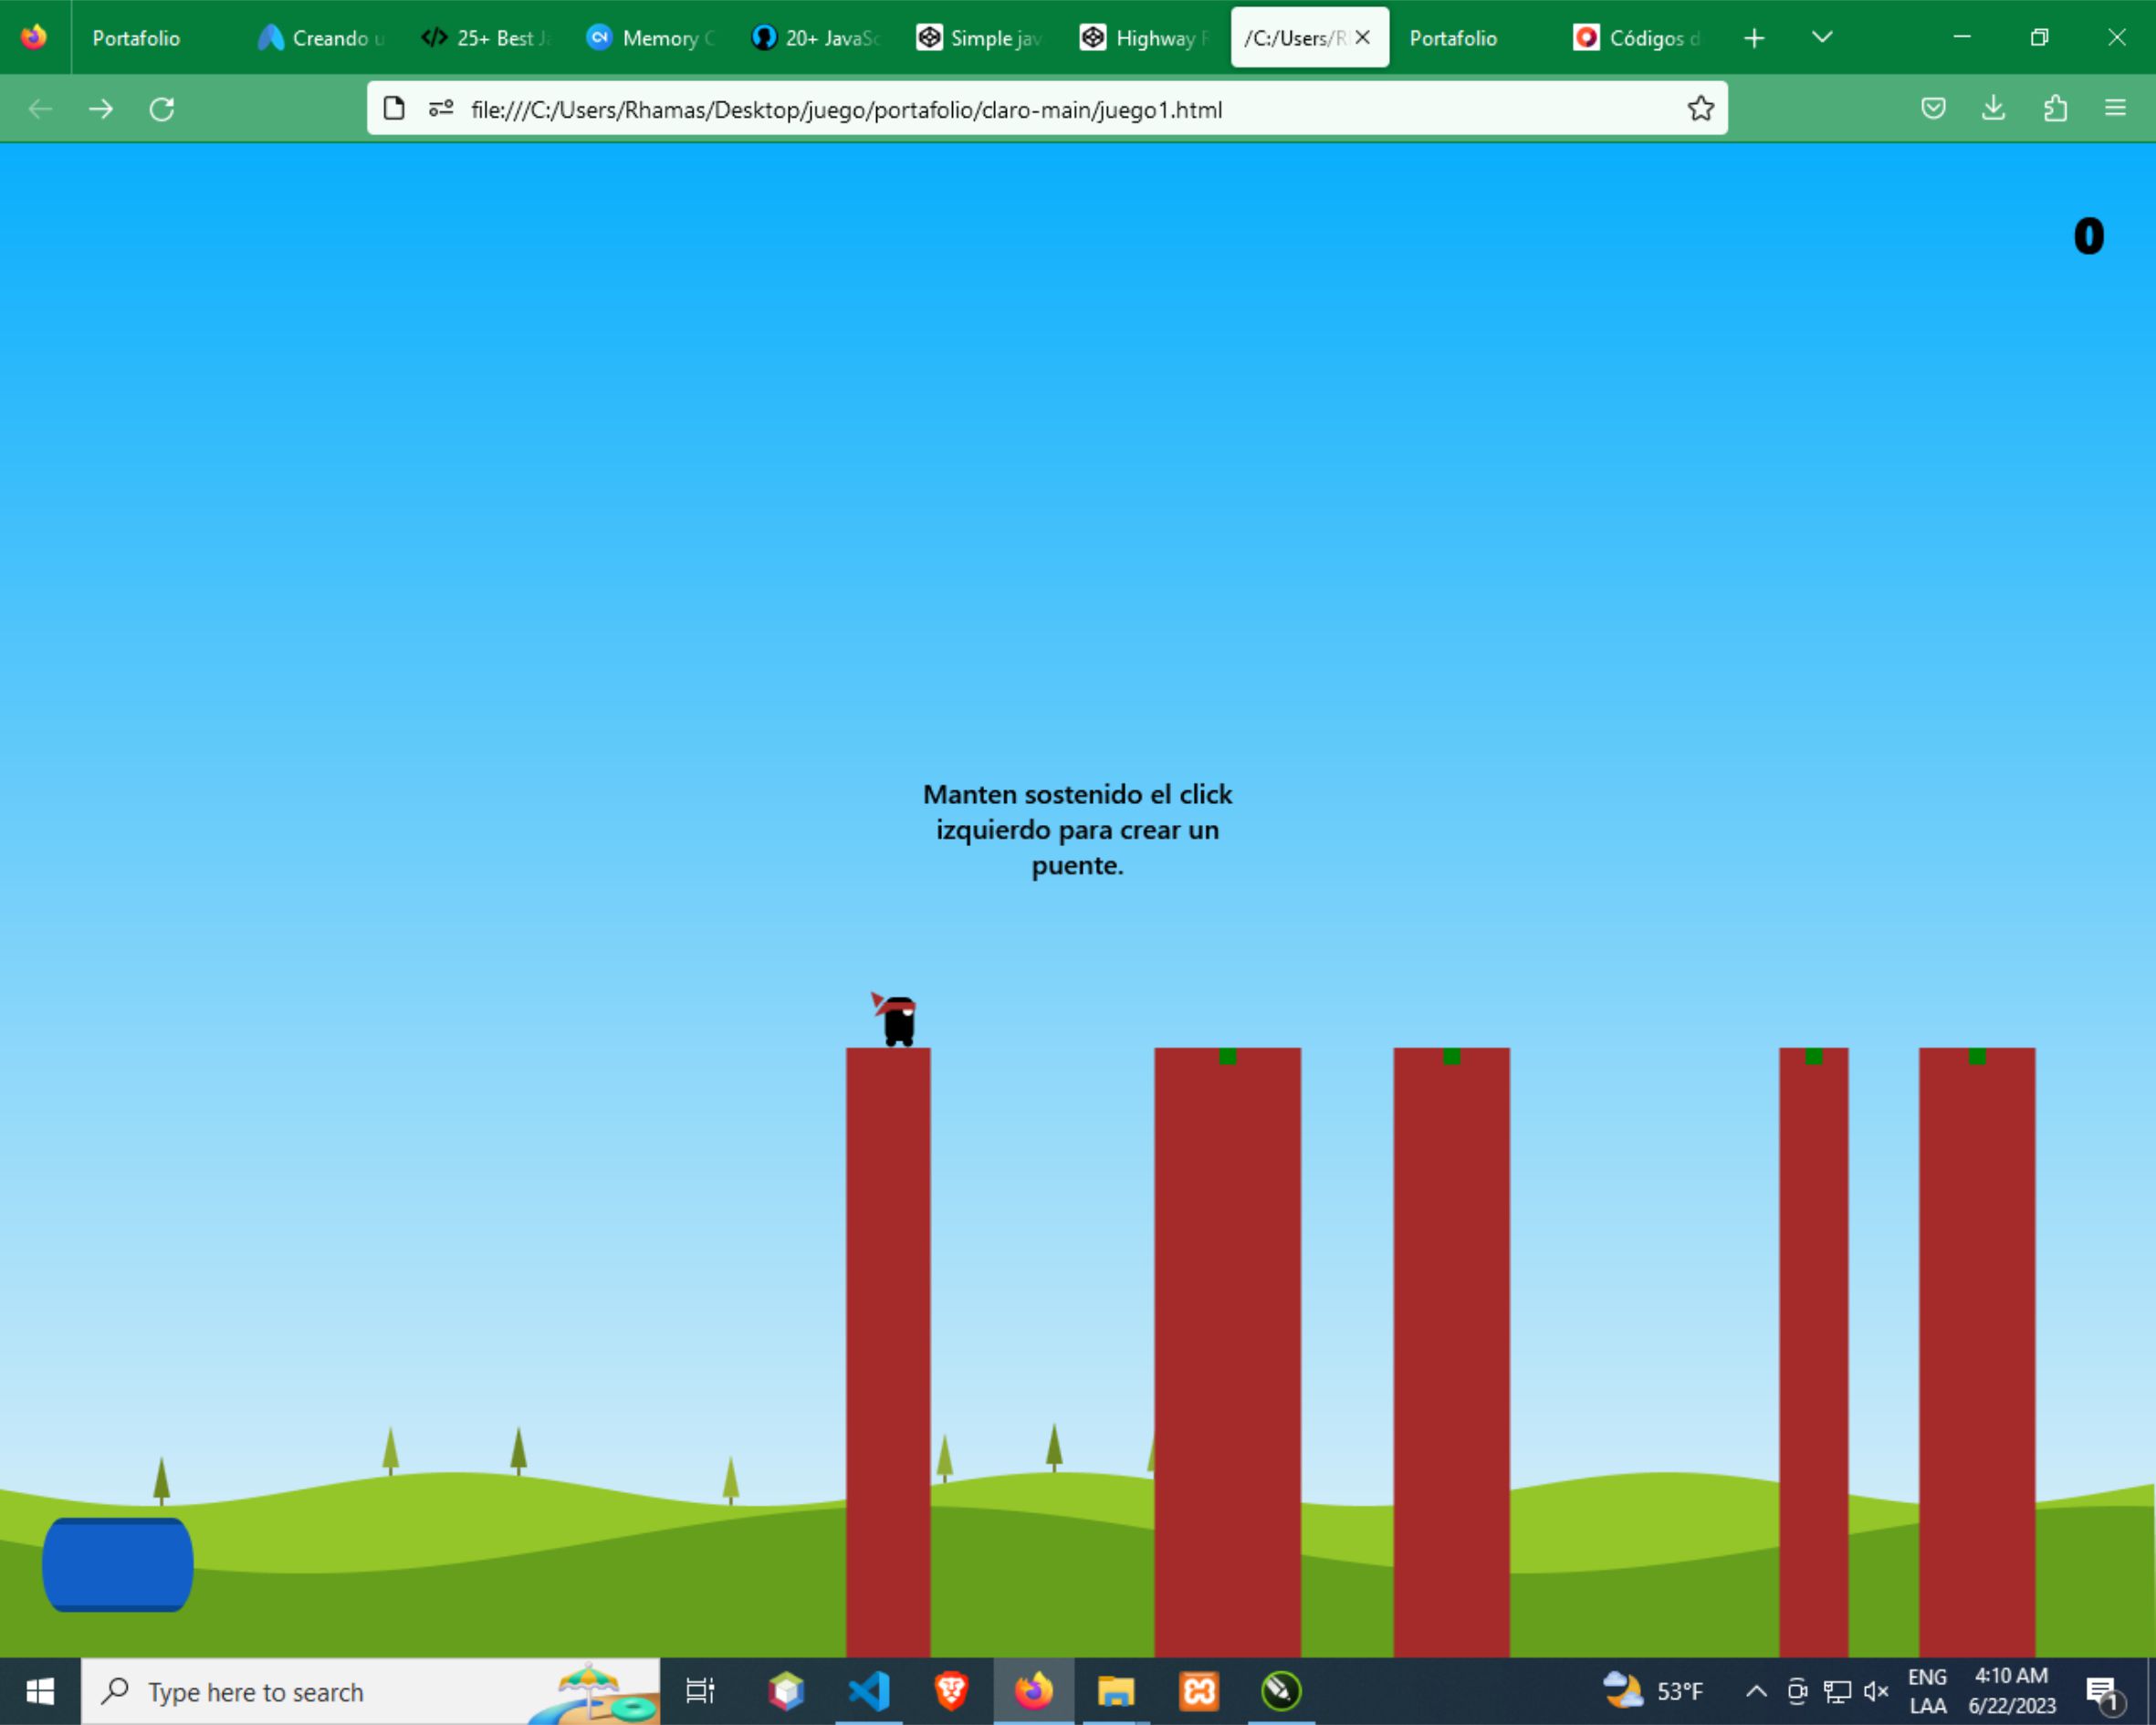 Portafolio
Creando u
25+ Best Ja
Memory C
20+ JavaSc
Simple jav
Highway R
/C:/Users/R
Portafolio
Códigos d
file:///C:/Users/Rhamas/Desktop/juego/portafolio/claro-main/juego1.html
0
Manten sostenido el click
izquierdo para crear un
puente.
Type here to search
53°F
ENG
LAA
4:10 AM
6/22/2023
1